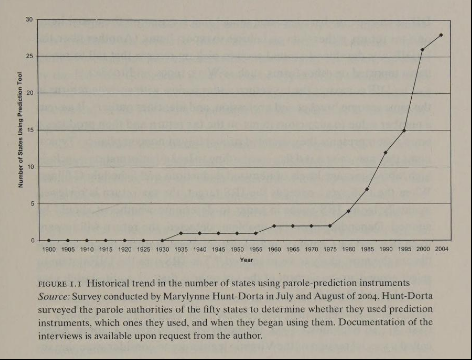 30
25
20
15
10
5
0
Number of States Using Prediction Tool
1900 1905 1910 1915 1920 1925 1930 1935 1940 1945 1950 1955 1960 1965 1970 1975 1980 1985 1990 1995 2000 2004
Year
FIGURE 1.1 Historical trend in the number of states using parole-prediction instruments
Source: Survey conducted by Marylynne Hunt-Dorta in July and August of 2004. Hunt-Dorta
surveyed the parole authorities of the fifty states to determine whether they used prediction
instruments, which ones they used, and when they began using them. Documentation of the
interviews is available upon request from the author.